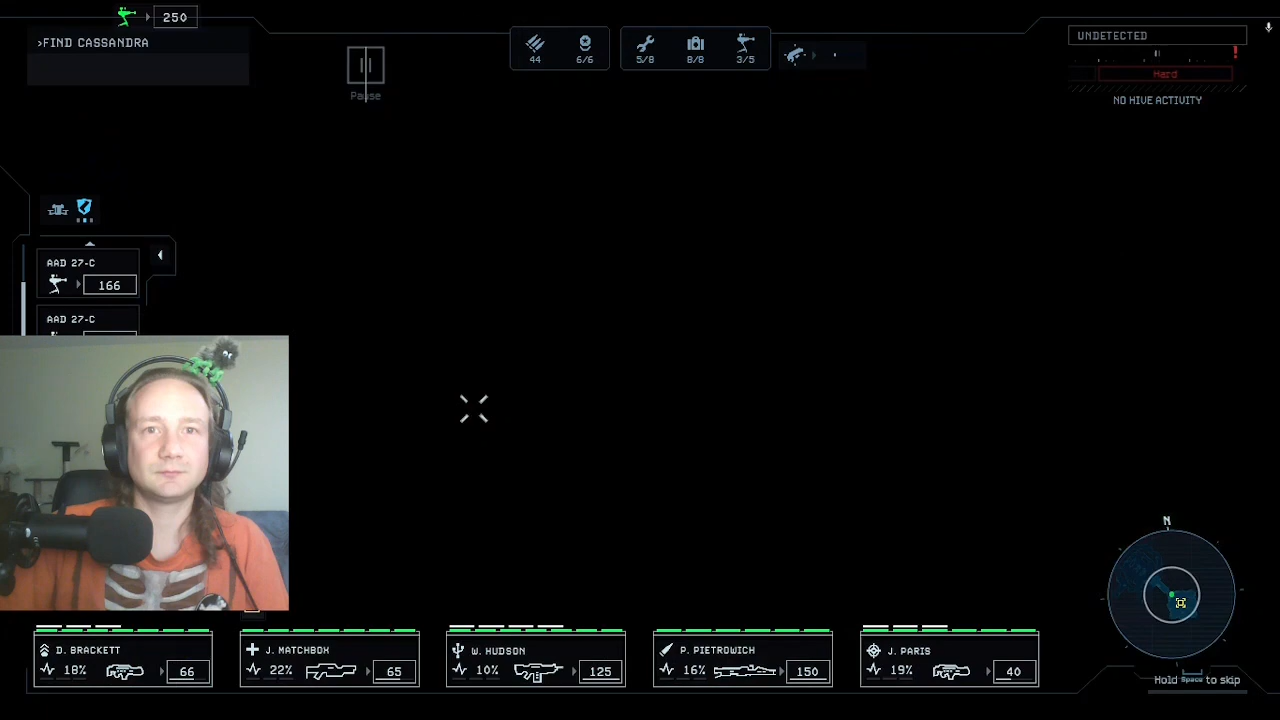 250
>FIND CASSANDRA
Pause
44
6/6
5/8
8/8
3/5
UNDETECTED
Hard
NO HIVE ACTIVITY
AAD 27-C
166
AAD 27-C
N
D. BRACKETT
18%
66
J. MATCHBOX
22%
65
W. HUDSON
10%
125
P. PIETROWICH
16%
150
J. PARIS
19%
40
Hold Space to skip